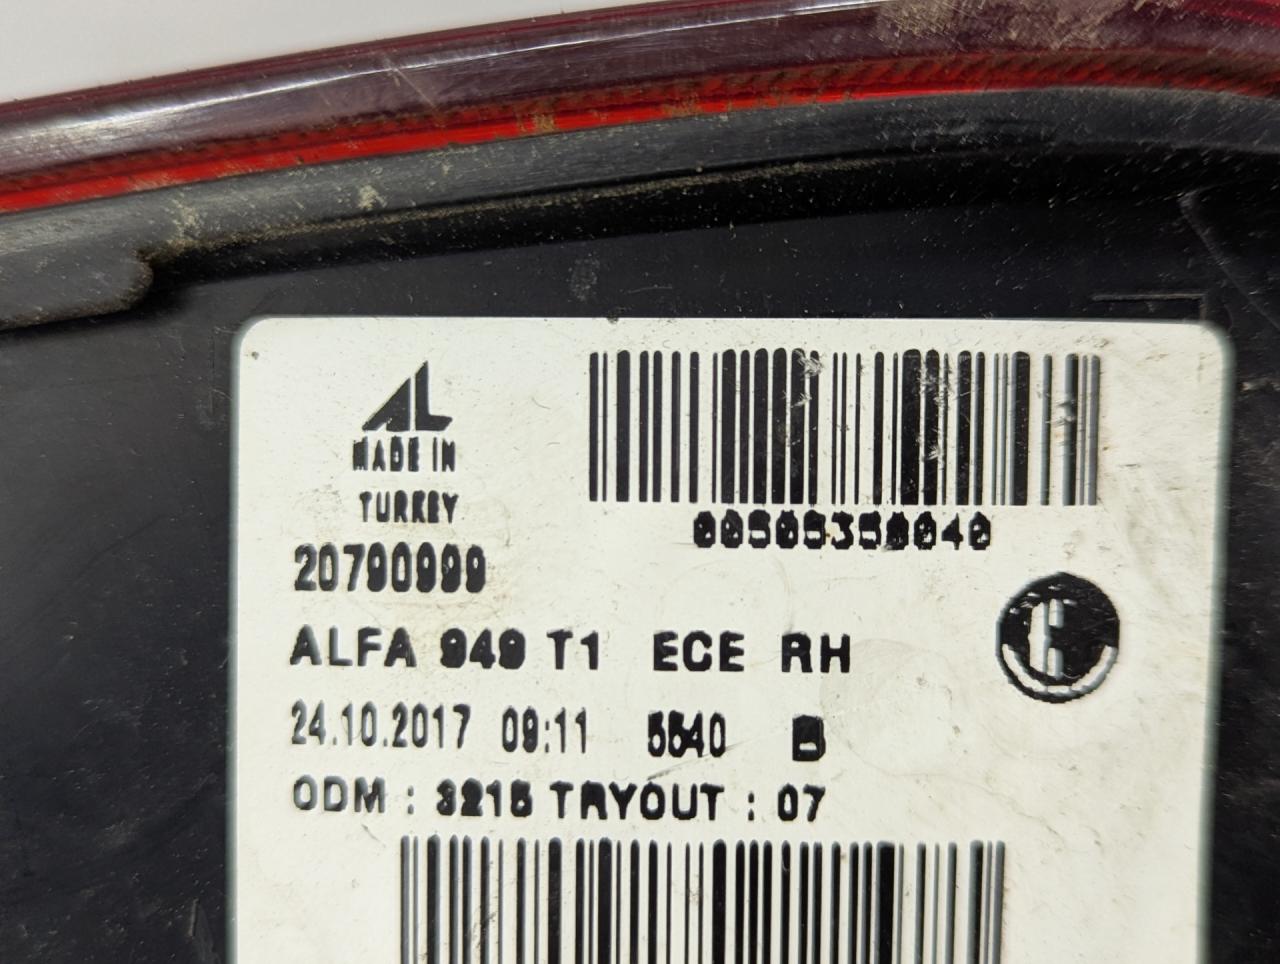 AL
MADE IN
TURKEY
00505350040
20790999
ALFA 949 T1 ECE RH
24.10.2017 09:11 5540 B
ODM : 3215 TRYOUT : 07